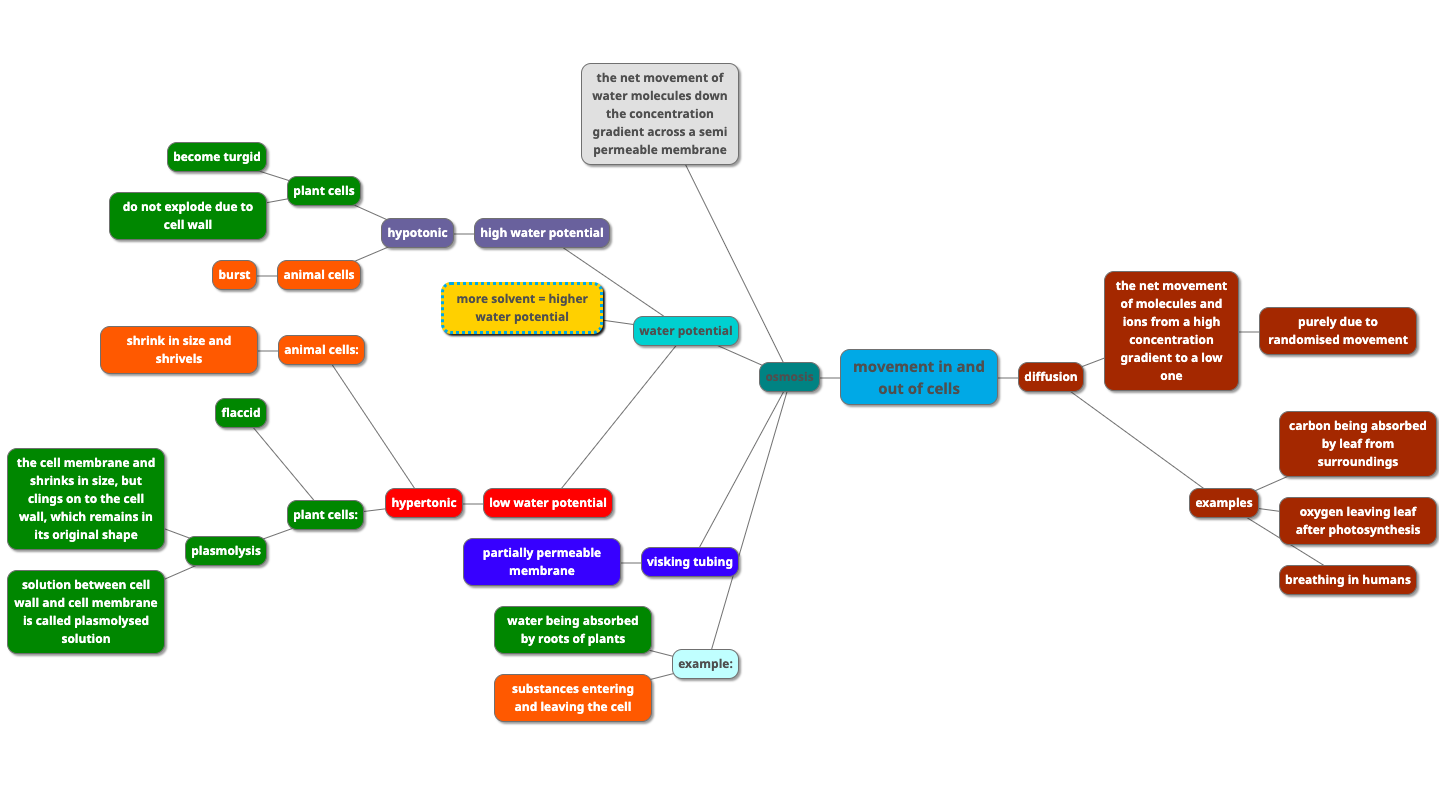 the net movement of
water molecules down
the concentration
gradient across a semi
permeable membrane
become turgid
plant cells
do not explode due to
cell wall
hypotonic
high water potential
burst
animal cells
more solvent = higher
water potential
water potential
shrink in size and
shrivels
animal cells:
osmosis
movement in and
out of cells
diffusion
the net movement
of molecules and
ions from a high
concentration
gradient to a low
one
purely due to
randomised movement
flaccid
the cell membrane and
shrinks in size, but
clings on to the cell
wall, which remains in
its original shape
plant cells:
hypertonic
low water potential
plasmolysis
solution between cell
wall and cell membrane
is called plasmolysed
solution
partially permeable
membrane
visking tubing
water being absorbed
by roots of plants
example:
substances entering
and leaving the cell
carbon being absorbed
by leaf from
surroundings
examples
oxygen leaving leaf
after photosynthesis
breathing in humans